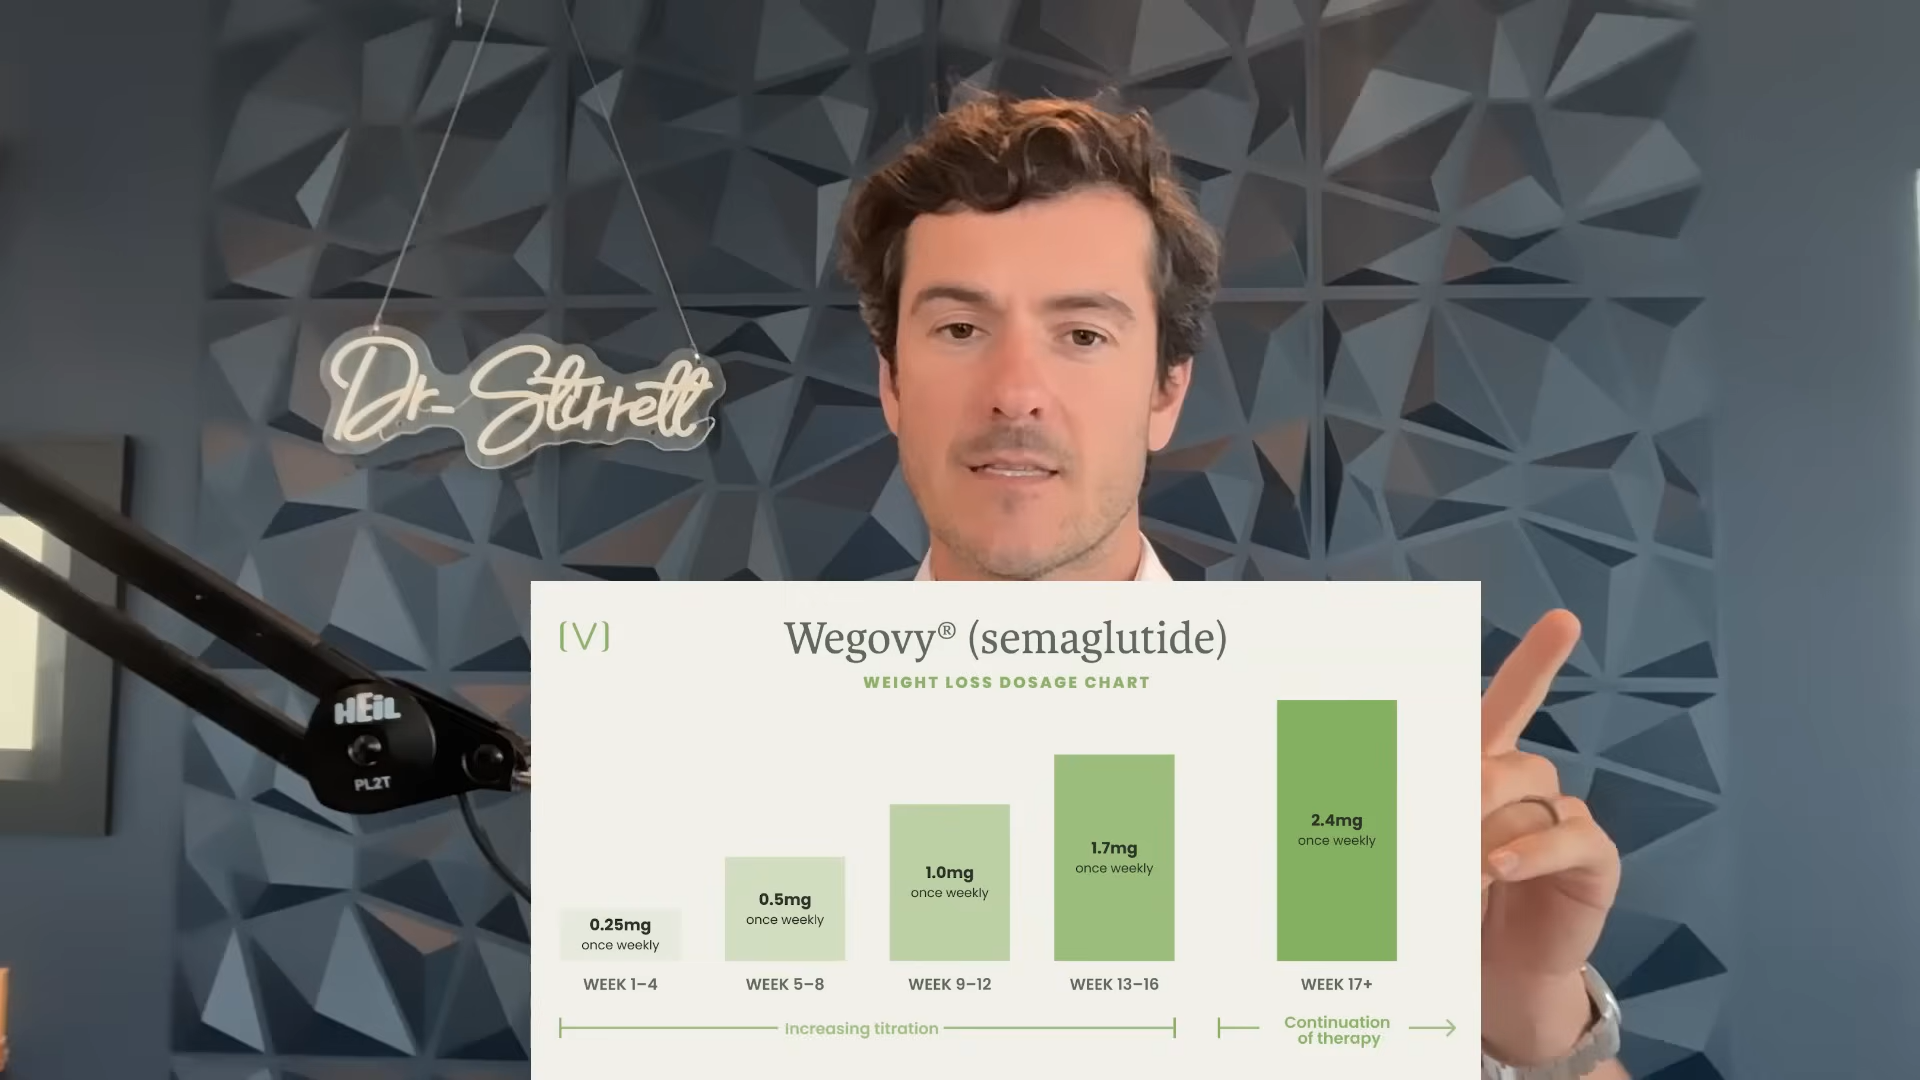 Dr. Stirrett
HEiL
PL2T
(V)
Wegovy® (semaglutide)
WEIGHT LOSS DOSAGE CHART
0.25mg
once weekly
0.5mg
once weekly
1.0mg
once weekly
1.7mg
once weekly
2.4mg
once weekly
WEEK 1–4
WEEK 5–8
WEEK 9–12
WEEK 13–16
WEEK 17+
Increasing titration
Continuation
of therapy